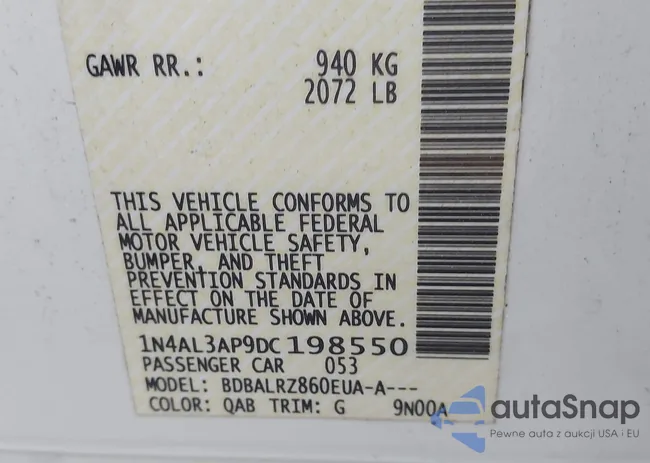 GAWR RR.: 940 KG
2072 LB
THIS VEHICLE CONFORMS TO
ALL APPLICABLE FEDERAL
MOTOR VEHICLE SAFETY,
BUMPER, AND THEFT
PREVENTION STANDARDS IN
EFFECT ON THE DATE OF
MANUFACTURE SHOWN ABOVE.
1N4AL3AP9DC198550
PASSENGER CAR 053
MODEL: BDBALRZ860EUA-A---
COLOR: QAB TRIM: G 9N00A
autaSnap
Pewne auta z aukcji USA i EU